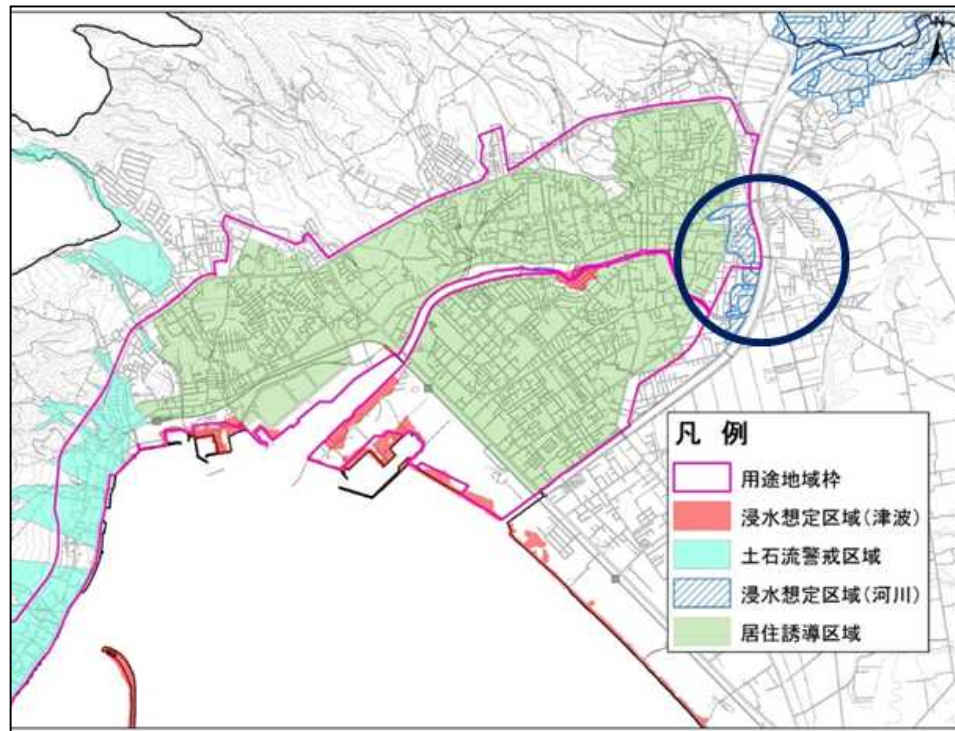 N
凡 例
用途地域枠
浸水想定区域(津波)
土石流警戒区域
浸水想定区域(河川)
居住誘導区域